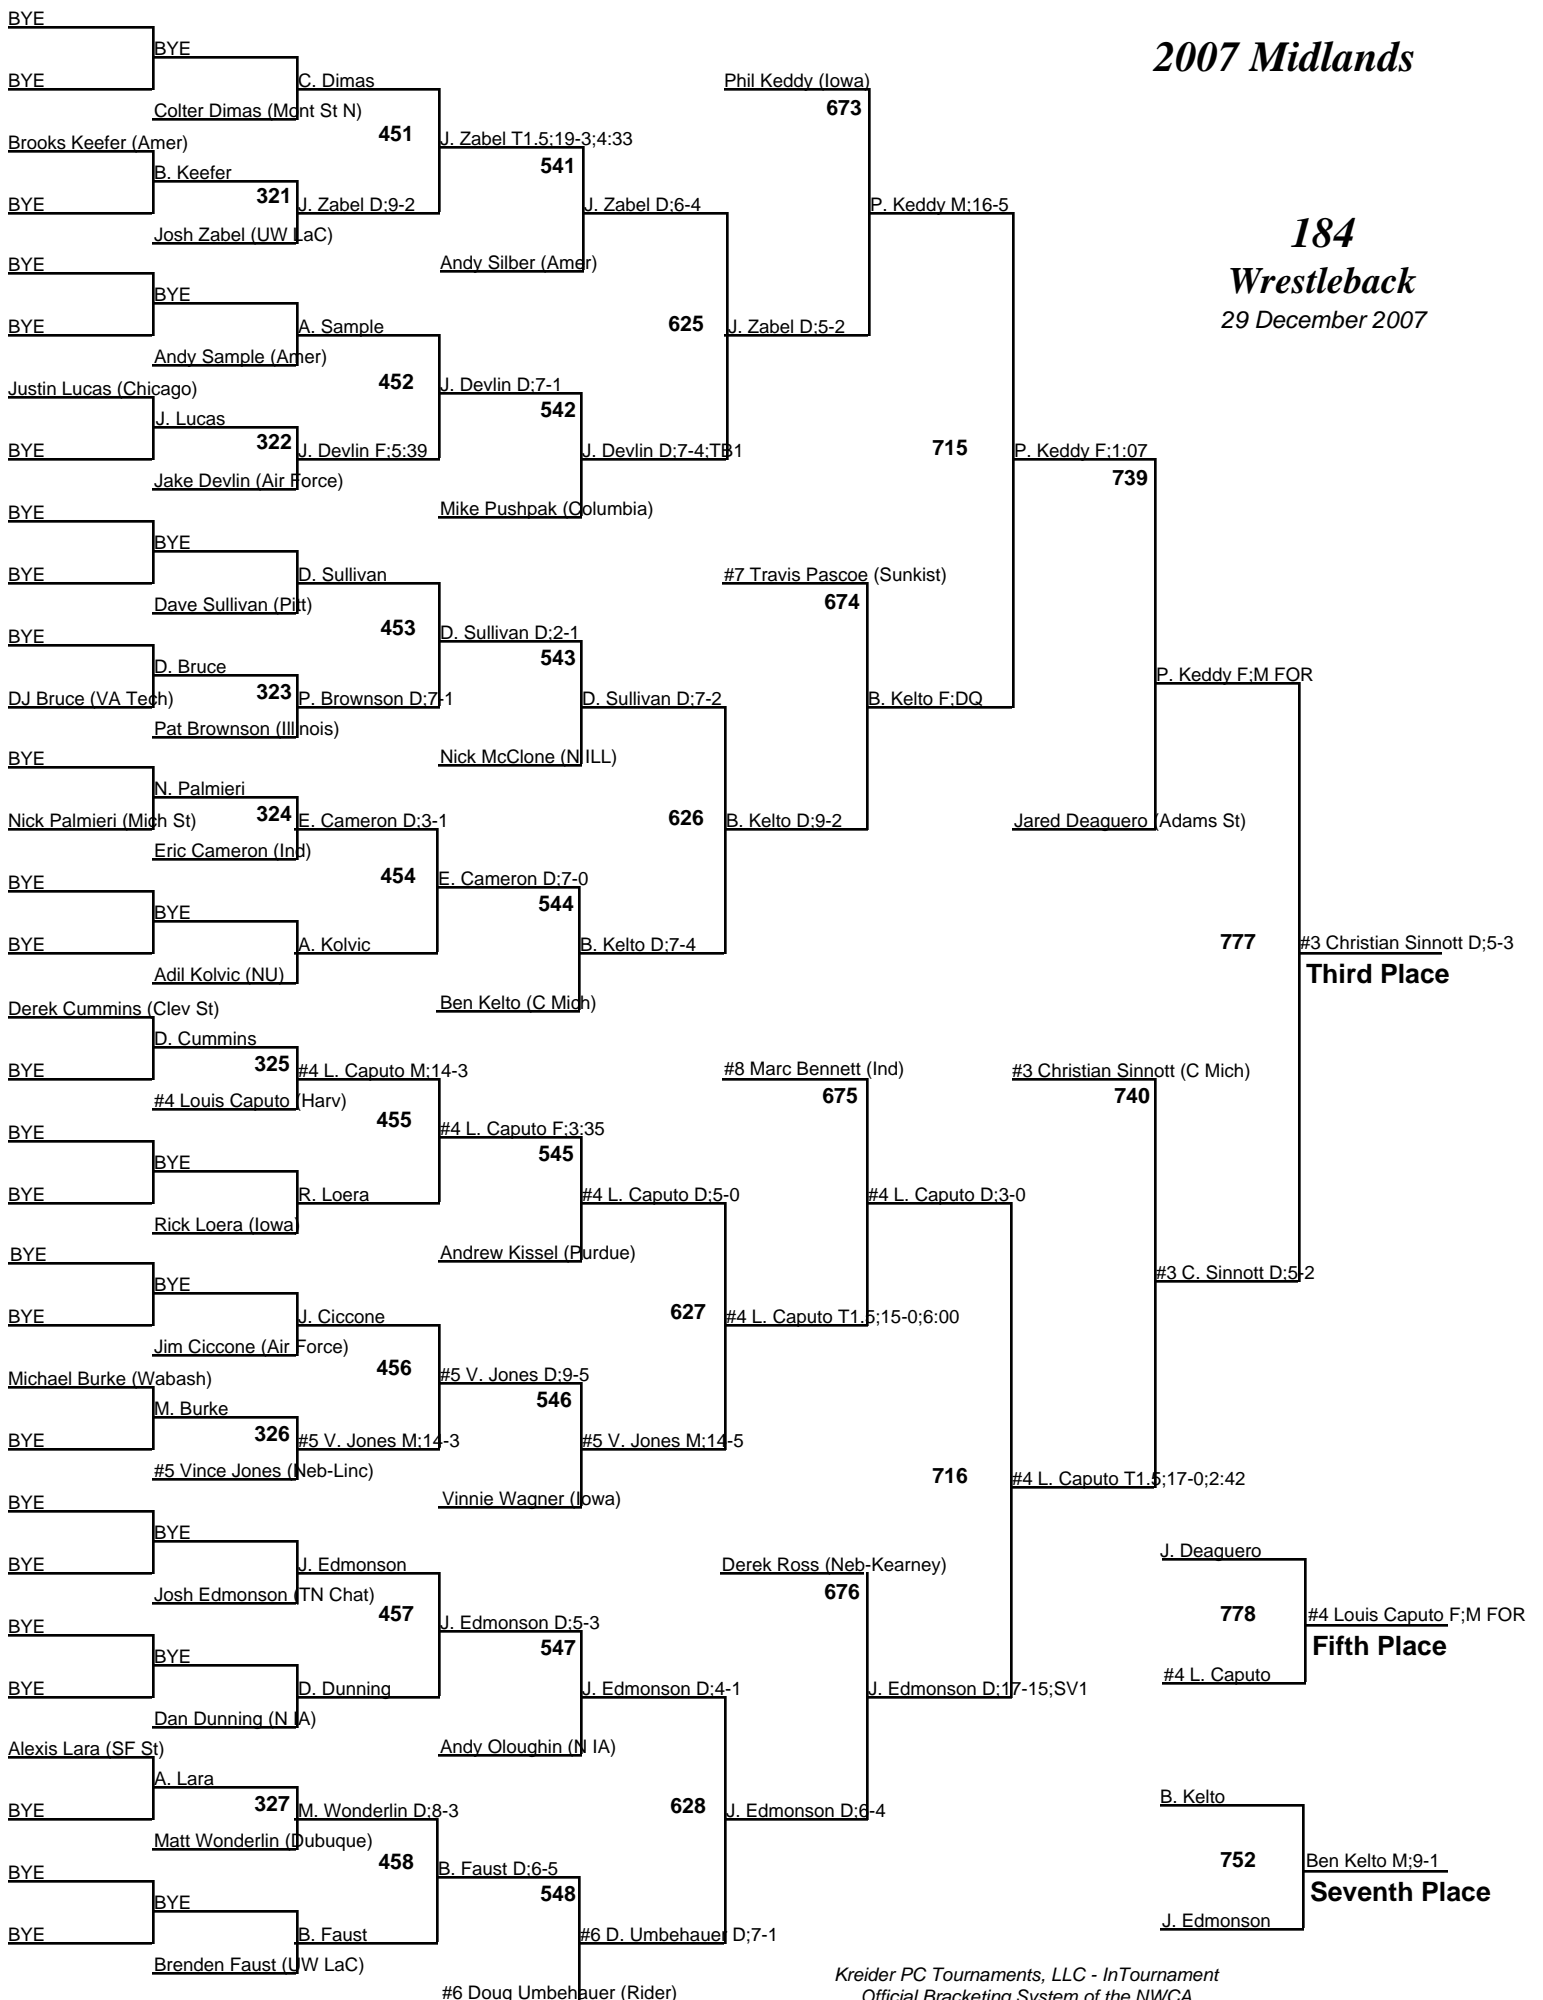 BYE
BYE
BYE
C. Dimas
Colter Dimas (Mont St N)
451
Brooks Keefer (Amer)
B. Keefer
321
BYE
J. Zabel D;9-2
Josh Zabel (UW LaC)
J. Zabel T1.5;19-3;4:33
541
J. Zabel D;6-4
Andy Silber (Amer)
BYE
BYE
BYE
A. Sample
Andy Sample (Amer)
452
Justin Lucas (Chicago)
J. Lucas
322
BYE
J. Devlin F;5:39
Jake Devlin (Air Force)
J. Devlin D;7-1
542
J. Devlin D;7-4;TB1
Mike Pushpak (Columbia)
625
J. Zabel D;5-2
Phil Keddy (Iowa)
673
P. Keddy M;16-5
2007 Midlands
184
Wrestleback
29 December 2007
BYE
BYE
BYE
D. Sullivan
Dave Sullivan (Pitt)
453
BYE
D. Bruce
323
DJ Bruce (VA Tech)
P. Brownson D;7-1
Pat Brownson (Illinois)
D. Sullivan D;2-1
543
D. Sullivan D;7-2
Nick McClone (N ILL)
BYE
N. Palmieri
324
Nick Palmieri (Mich St)
E. Cameron D;3-1
Eric Cameron (Ind)
454
BYE
BYE
BYE
A. Kolvic
Adil Kolvic (NU)
E. Cameron D;7-0
544
B. Kelto D;7-4
Ben Kelto (C Mich)
626
B. Kelto D;9-2
#7 Travis Pascoe (Sunkist)
674
B. Kelto F;DQ
715
P. Keddy F;1:07
739
P. Keddy F;M FOR
Jared Deaguero (Adams St)
777
#3 Christian Sinnott D;5-3
Third Place
Derek Cummins (Clev St)
D. Cummins
325
BYE
#4 L. Caputo M;14-3
#4 Louis Caputo (Harv)
455
BYE
BYE
BYE
R. Loera
Rick Loera (Iowa)
#4 L. Caputo F;3:35
545
#4 L. Caputo D;5-0
Andrew Kissel (Purdue)
BYE
BYE
BYE
J. Ciccone
Jim Ciccone (Air Force)
456
Michael Burke (Wabash)
M. Burke
326
BYE
#5 V. Jones M;14-3
#5 Vince Jones (Neb-Linc)
#5 V. Jones D;9-5
546
#5 V. Jones M;14-5
Vinnie Wagner (Iowa)
627
#4 L. Caputo T1.5;15-0;6:00
#8 Marc Bennett (Ind)
675
#4 L. Caputo D;3-0
#3 Christian Sinnott (C Mich)
740
#3 C. Sinnott D;5-2
716
#4 L. Caputo T1.5;17-0;2:42
BYE
BYE
BYE
J. Edmonson
Josh Edmonson (TN Chat)
457
BYE
BYE
BYE
D. Dunning
Dan Dunning (N IA)
J. Edmonson D;5-3
547
J. Edmonson D;4-1
Andy Oloughin (N IA)
Alexis Lara (SF St)
A. Lara
327
BYE
M. Wonderlin D;8-3
Matt Wonderlin (Dubuque)
458
BYE
BYE
BYE
B. Faust
Brenden Faust (UW LaC)
B. Faust D;6-5
548
#6 D. Umbehauer D;7-1
#6 Doug Umbehauer (Rider)
628
J. Edmonson D;6-4
Derek Ross (Neb-Kearney)
676
J. Edmonson D;17-15;SV1
J. Deaguero
778
#4 Louis Caputo F;M FOR
Fifth Place
#4 L. Caputo
B. Kelto
752
Ben Kelto M;9-1
Seventh Place
J. Edmonson
Kreider PC Tournaments, LLC - InTournament
Official Bracketing System of the NWCA